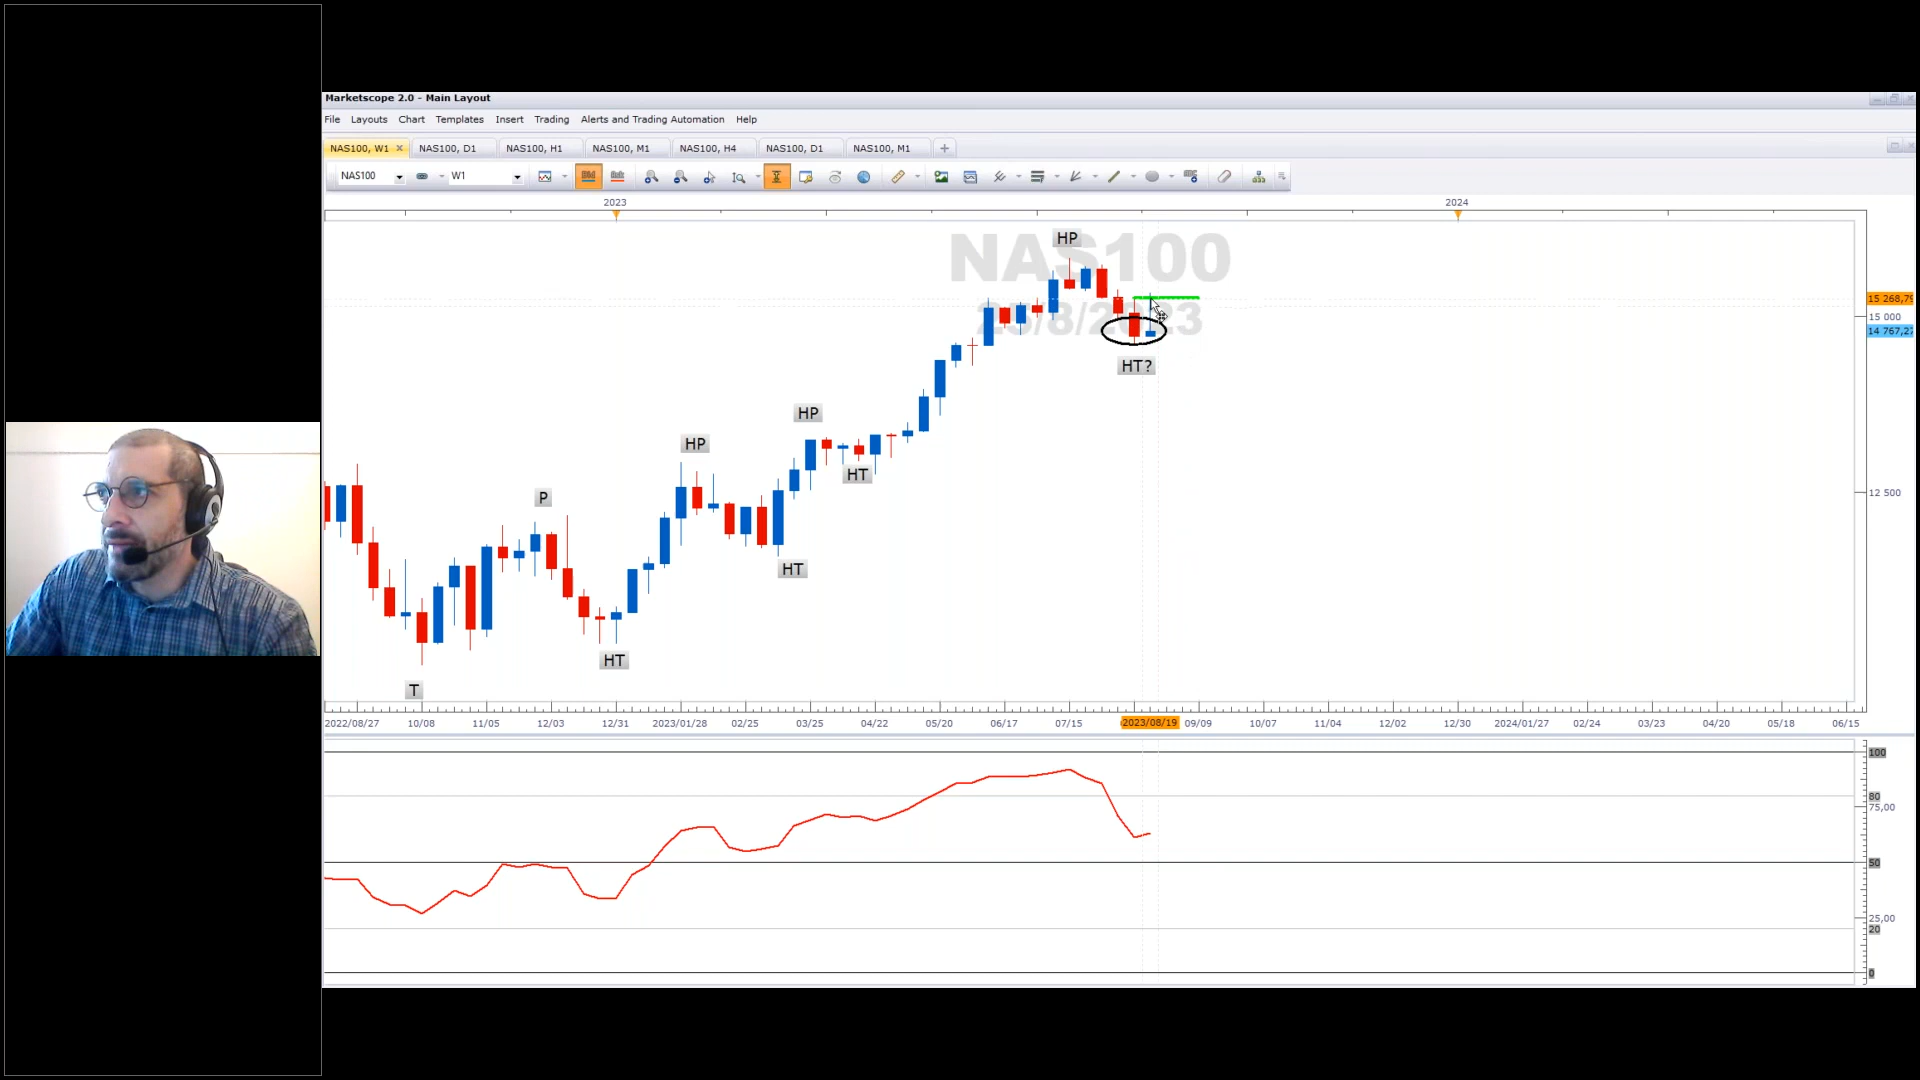 Marketscope 2.0 - Main Layout
File Layouts Chart Templates Insert Trading Alerts and Trading Automation Help
NAS100, W1 NAS100, D1 NAS100, H1 NAS100, M1 NAS100, H4 NAS100, D1 NAS100, M1
NAS100 W1
2023 2024
NAS100
25/8/2023
HP
HT?
HP
HP
HT
P
HT
HT
T
15 268,79
15 000
14 767,27
12 500
2022/08/27 10/08 11/05 12/03 12/31 2023/01/28 02/25 03/25 04/22 05/20 06/17 07/15 2023/08/19 09/09 10/07 11/04 12/02 12/30 2024/01/27 02/24 03/23 04/20 05/18 06/15
100
80
75,00
50
25,00
20
0